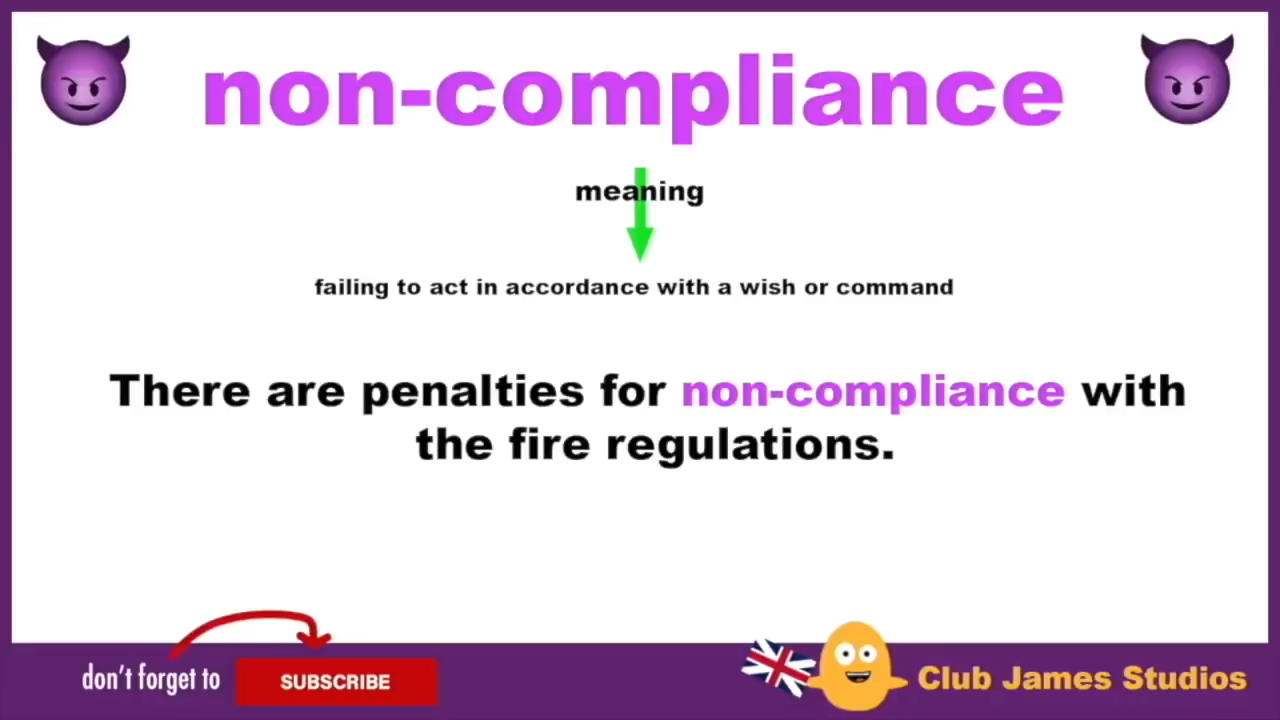 non-compliance
meaning
failing to act in accordance with a wish or command
There are penalties for non-compliance with
the fire regulations.
don't forget to SUBSCRIBE
Club James Studios